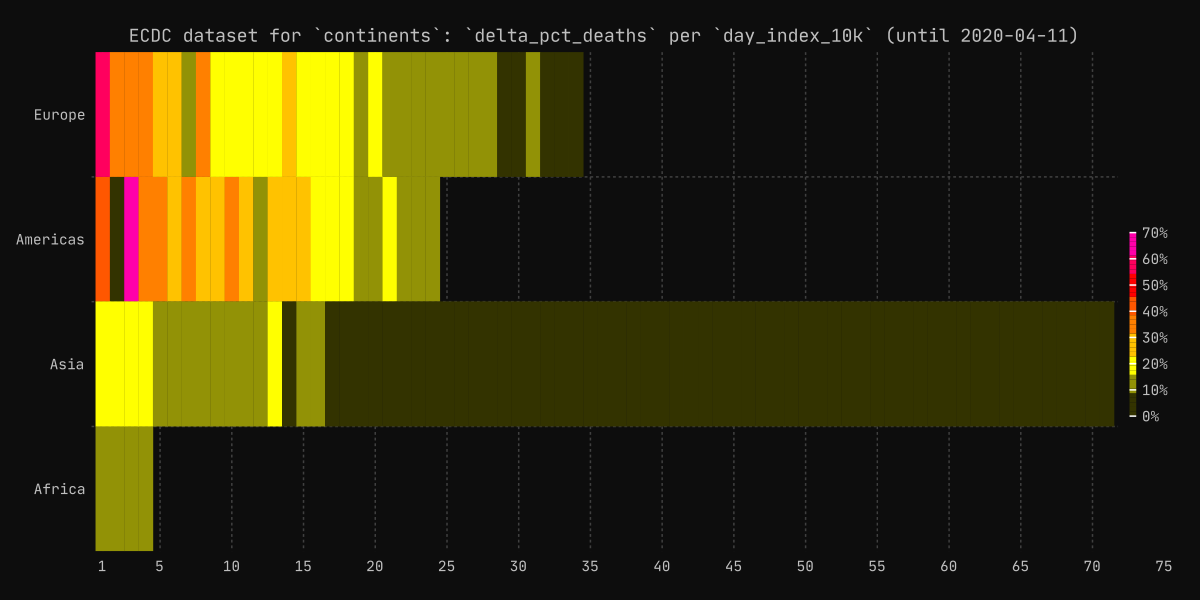 ECDC dataset for `continents`: `delta_pct_deaths` per `day_index_10k` (until 2020-04-11)
Europe
Americas
Asia
Africa
70%
60%
50%
40%
30%
20%
10%
0%
1 5 10 15 20 25 30 35 40 45 50 55 60 65 70 75